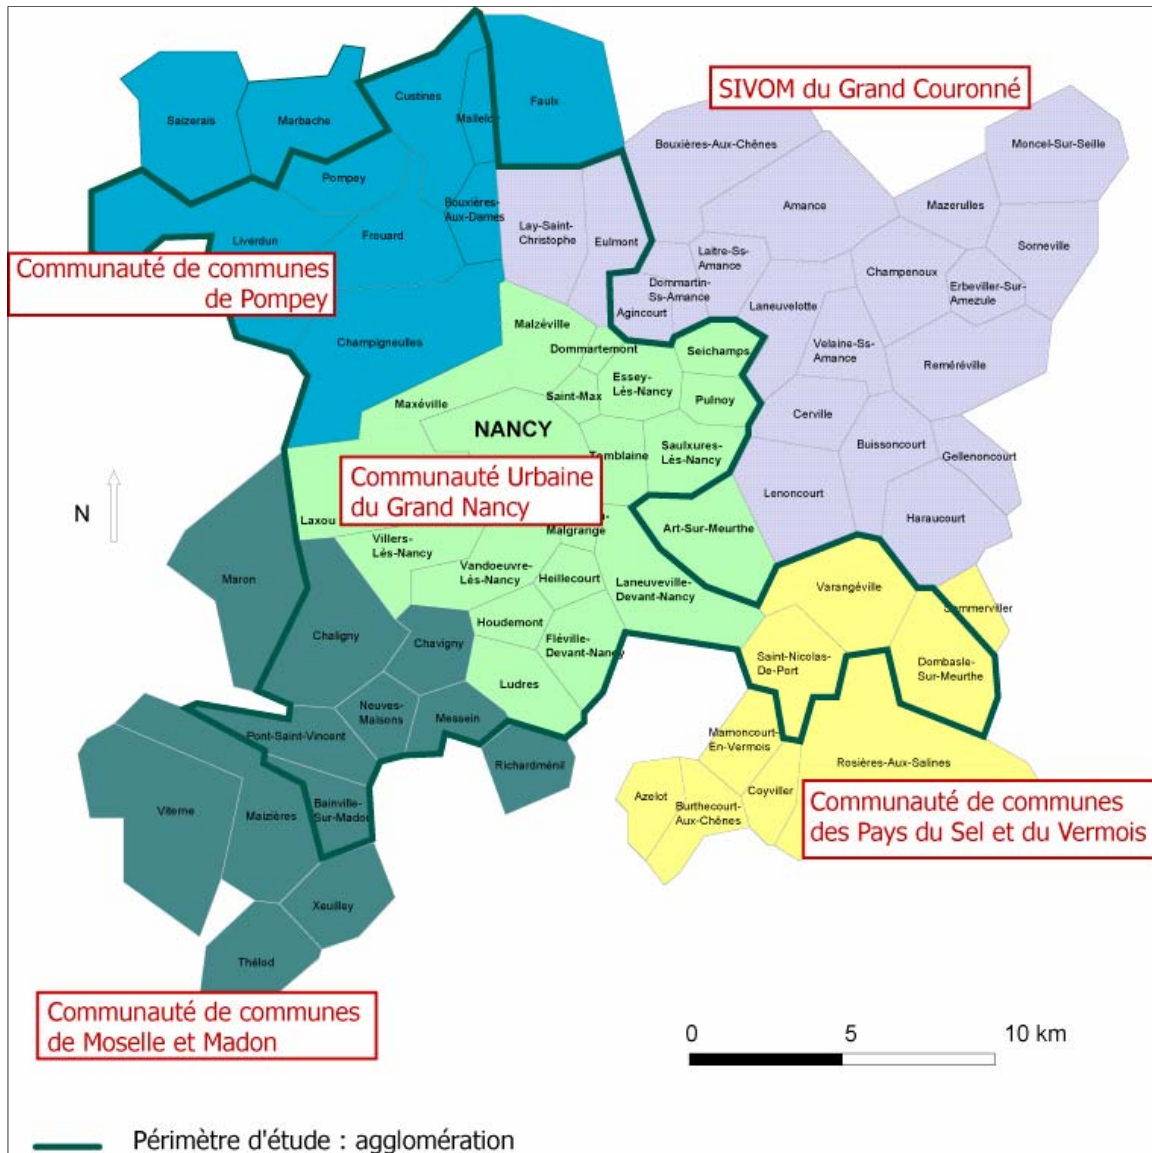 SIVOM du Grand Couronné
Custines
Faulx
Saizerais
Marbache
Bouxières-Aux-Chênes
Moncel-Sur-Seille
Pompey
Amance
Mazerulles
Bouxières-
Aux-Dames
Lay-Saint-
Christophe
Eulmont
Liverdun
Frouard
Sorneville
Laitre-Ss-
Amance
Champenoux
Communauté de communes
de Pompey
Dommartin-
Ss-Amance
Erbeviller-Sur-
Amezule
Agincourt
Laneuvelotte
Malzéville
Champigneulles
Dommartemont
Seichamps
Velaine-Ss-
Amance
Reméréville
Essey-
Lès-Nancy
Saint-Max
Pulnoy
Maxéville
Cerville
NANCY
Buissoncourt
Saulxures-
Lès-Nancy
Gellenoncourt
Communauté Urbaine
du Grand Nancy
Lenoncourt
N
Laxou
Haraucourt
Art-Sur-Meurthe
Malgrange
Villers-
Lès-Nancy
Vandoeuvre-
Lès-Nancy
Heillecourt
Maron
Laneuveville-
Devant-Nancy
Varangéville
Chaligny
Houdemont
Chavigny
Fléville-
Devant-Nancy
Saint-Nicolas-
De-Port
Dombasle-
Sur-Meurthe
Ludres
Neuves-
Maisons
Messein
Pont-Saint-Vincent
Mamoncourt-
En-Vermois
Richardménil
Rosières-Aux-Salines
Bainville-
Sur-Madon
Azelot
Coyviller
Viterne
Maizières
Burthecourt-
Aux-Chênes
Communauté de communes
des Pays du Sel et du Vermois
Xeuilley
Thélod
Communauté de communes
de Moselle et Madon
0 5 10 km
Périmètre d'étude : agglomération